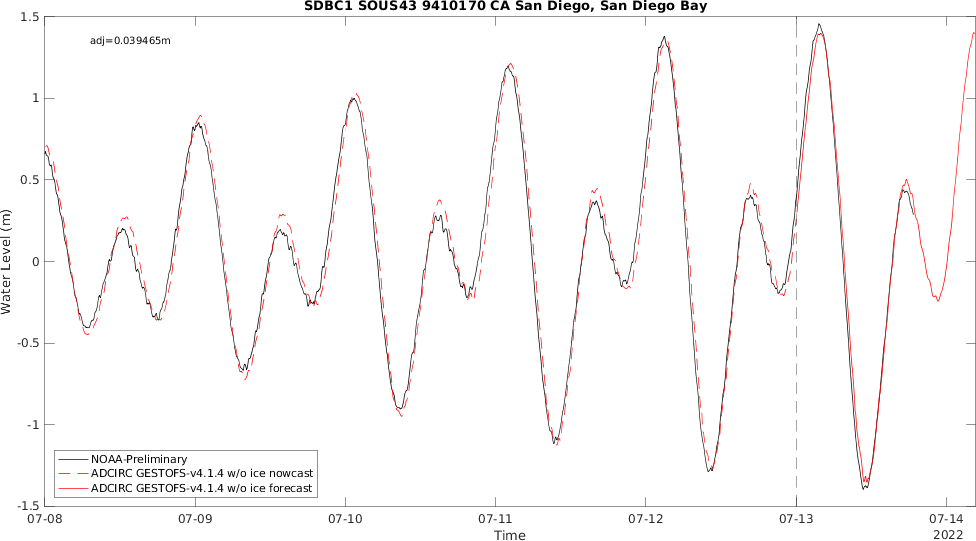 SDBC1 SOUS43 9410170 CA San Diego, San Diego Bay
adj=0.039465m
1.5
1
0.5
0
-0.5
-1
-1.5
Water Level (m)
NOAA-Preliminary
ADCIRC GESTOFS-v4.1.4 w/o ice nowcast
ADCIRC GESTOFS-v4.1.4 w/o ice forecast
07-08 07-09 07-10 07-11 07-12 07-13 07-14
Time
2022